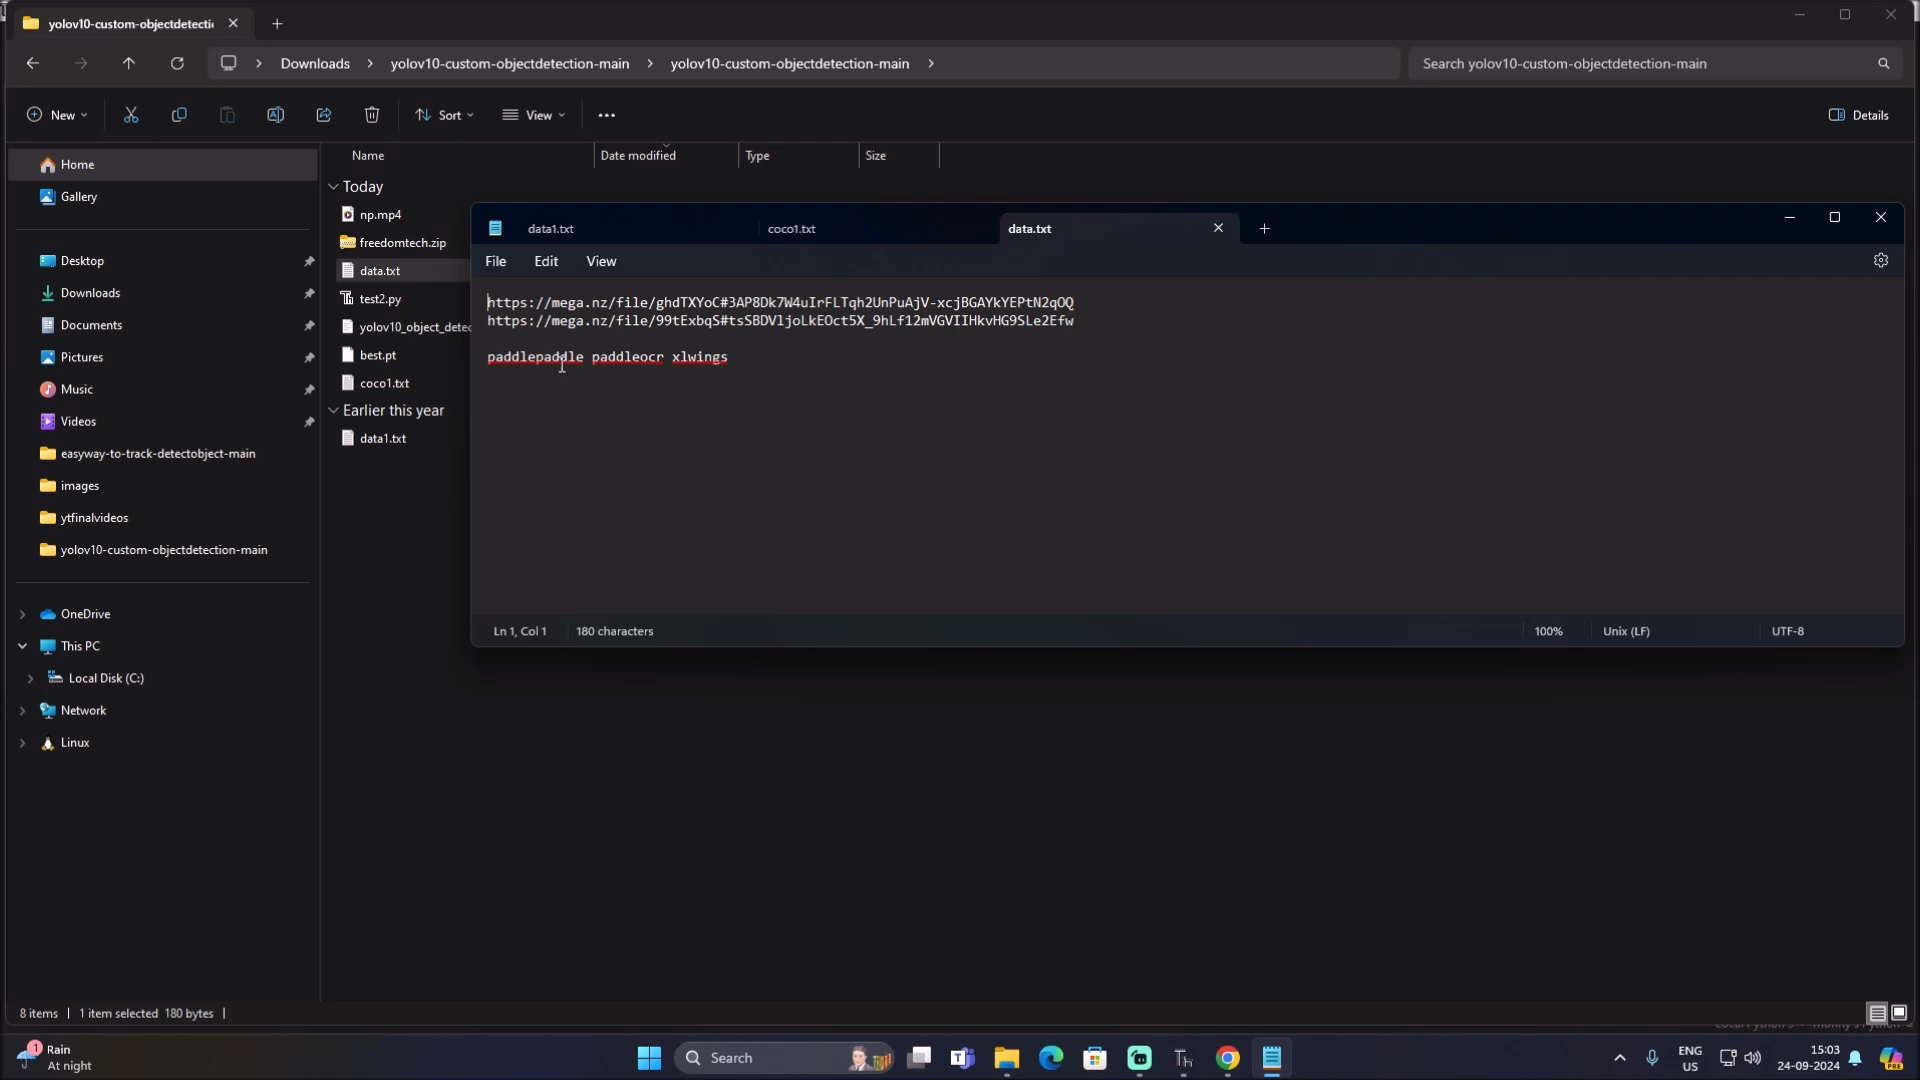 yolov10-custom-objectdetecti
Downloads
yolov10-custom-objectdetection-main
yolov10-custom-objectdetection-main
Search yolov10-custom-objectdetection-main
New
Sort
View
Details
Home
Gallery
Desktop
Downloads
Documents
Pictures
Music
Videos
easyway-to-track-detectobject-main
images
ytfinalvideos
yolov10-custom-objectdetection-main
OneDrive
This PC
Local Disk (C:)
Network
Linux
Name
Date modified
Type
Size
Today
np.mp4
freedomtech.zip
data.txt
test2.py
yolov10_object_detec
best.pt
coco1.txt
Earlier this year
data1.txt
data1.txt
coco1.txt
data.txt
File
Edit
View
https://mega.nz/file/ghdTXYoC#3AP8Dk7W4uIrFLTqh2UnPuAjV-xcjBGAYkYEPtN2qOQ
https://mega.nz/file/99tExbqS#tsSBDVljoLkEOct5X_9hLf12mVGVIIHkvHG9SLe2Efw
paddlepaddle paddleocr xlwings
Ln 1, Col 1
180 characters
100%
Unix (LF)
UTF-8
8 items
1 item selected 180 bytes
1
Rain
At night
Search
ENG
US
15:03
24-09-2024
PRE